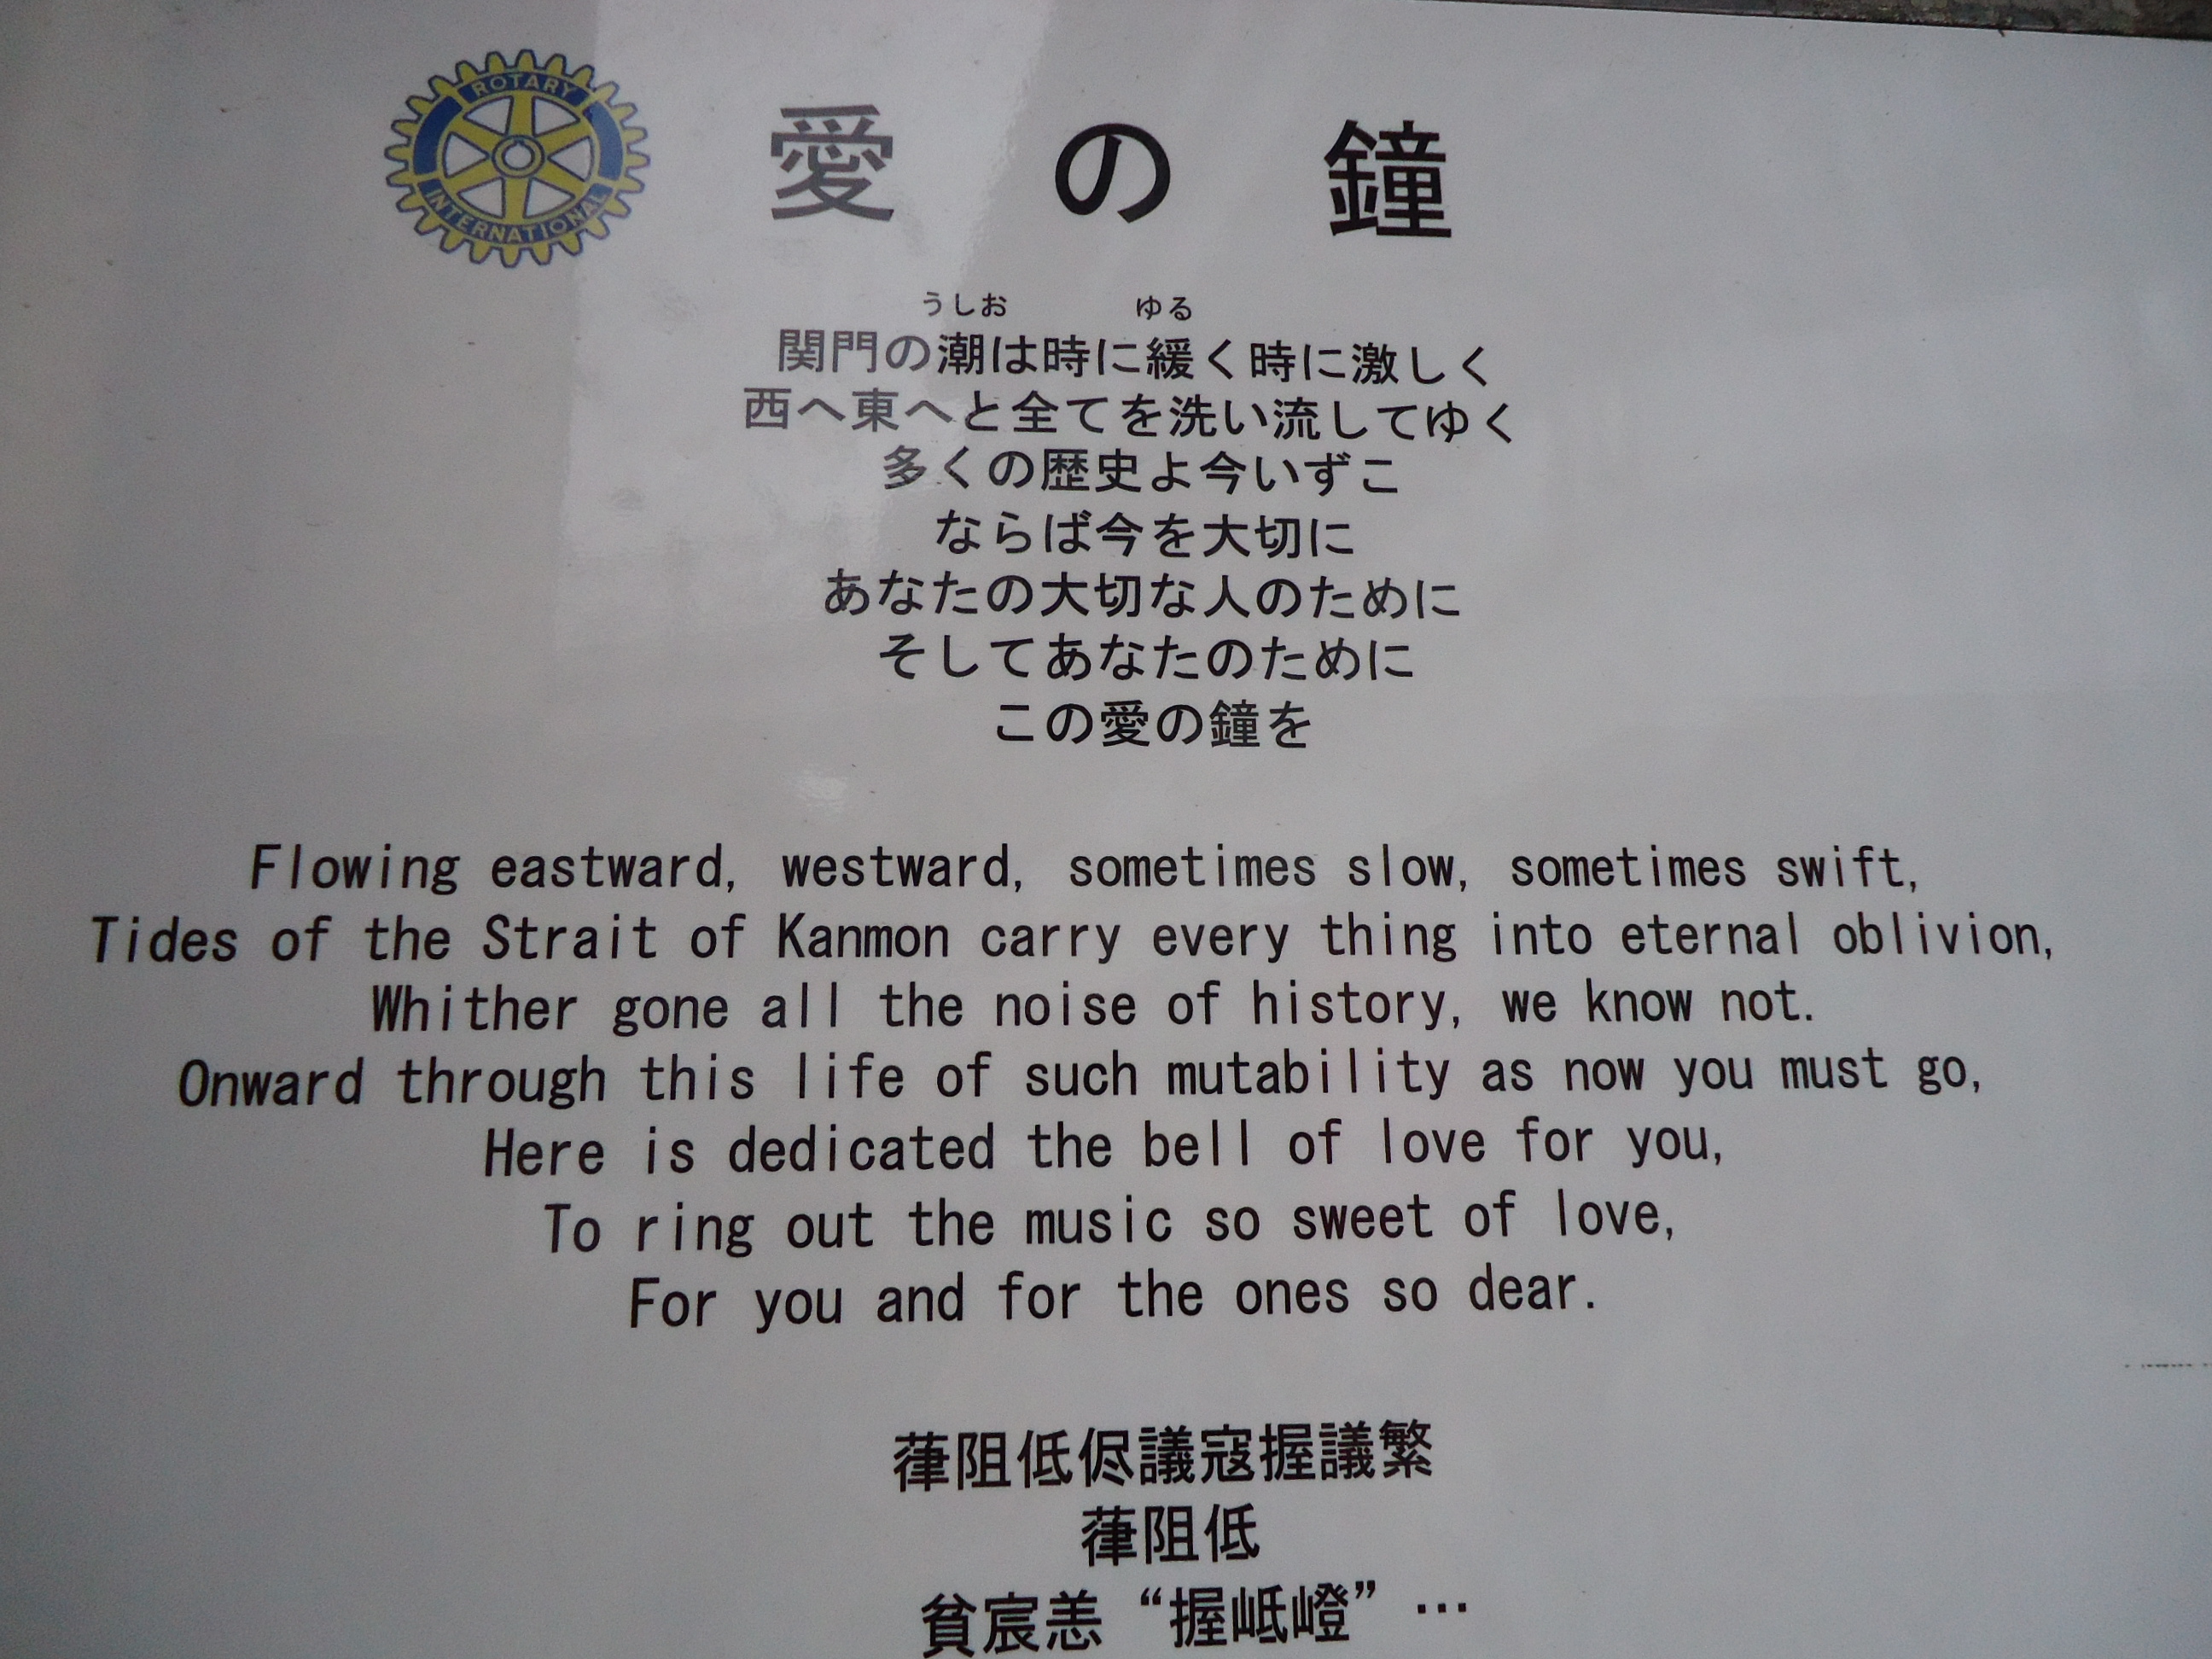 ROTARY
INTERNATIONAL
愛の鐘
うしお ゆる
関門の潮は時に緩く時に激しく
西へ東へと全てを洗い流してゆく
多くの歴史よ今いずこ
ならば今を大切に
あなたの大切な人のために
そしてあなたのために
この愛の鐘を
Flowing eastward, westward, sometimes slow, sometimes swift,
Tides of the Strait of Kanmon carry every thing into eternal oblivion,
Whither gone all the noise of history, we know not.
Onward through this life of such mutability as now you must go,
Here is dedicated the bell of love for you,
To ring out the music so sweet of love,
For you and for the ones so dear.
葎阻低侭議寇握議繁
葎阻低
貧宸恙“握岻嶝”…